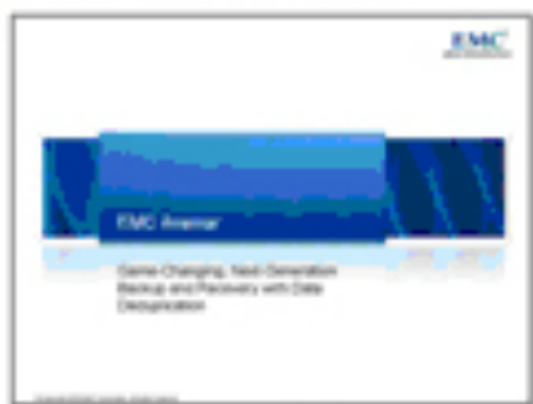 EMC
EMC Avamar
Game-Changing, Next-Generation
Backup and Recovery with Data
Deduplication